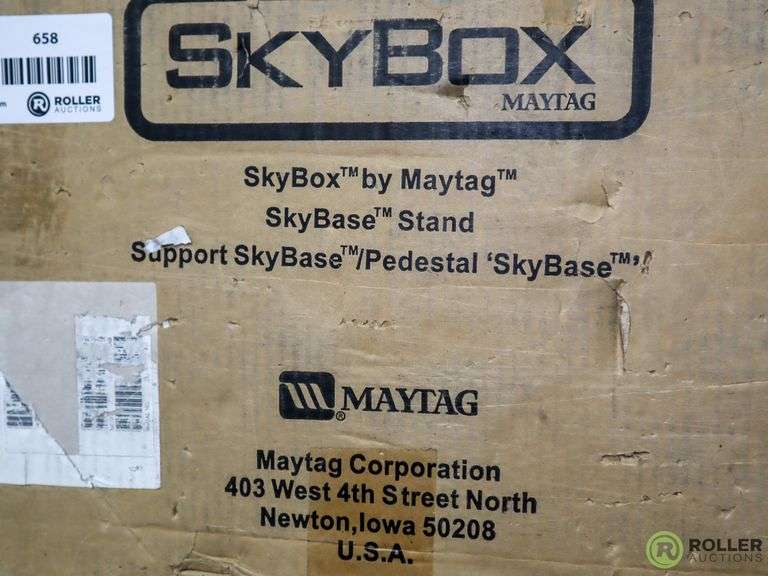 658
m
ROLLER
AUCTIONS
SKYBOX
MAYTAG
SkyBox™ by Maytag™
SkyBase™ Stand
Support SkyBase™/Pedestal ‘SkyBase™’
MAYTAG
®
Maytag Corporation
403 West 4th Street North
Newton,Iowa 50208
U.S.A.
R ROLLER
AUCTIONS